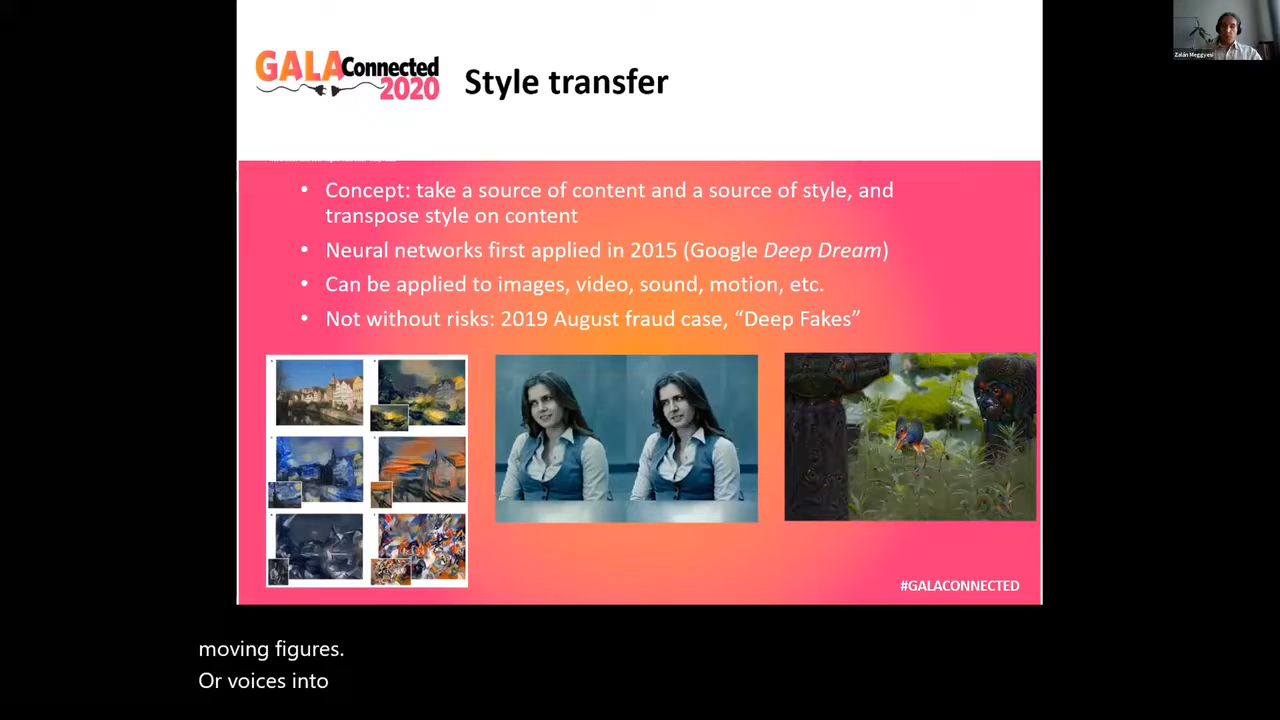 GALA Connected
2020
Style transfer
Zalán Meggyesi
• Concept: take a source of content and a source of style, and
transpose style on content
• Neural networks first applied in 2015 (Google Deep Dream)
• Can be applied to images, video, sound, motion, etc.
• Not without risks: 2019 August fraud case, “Deep Fakes”
#GALACONNECTED
moving figures.
Or voices into